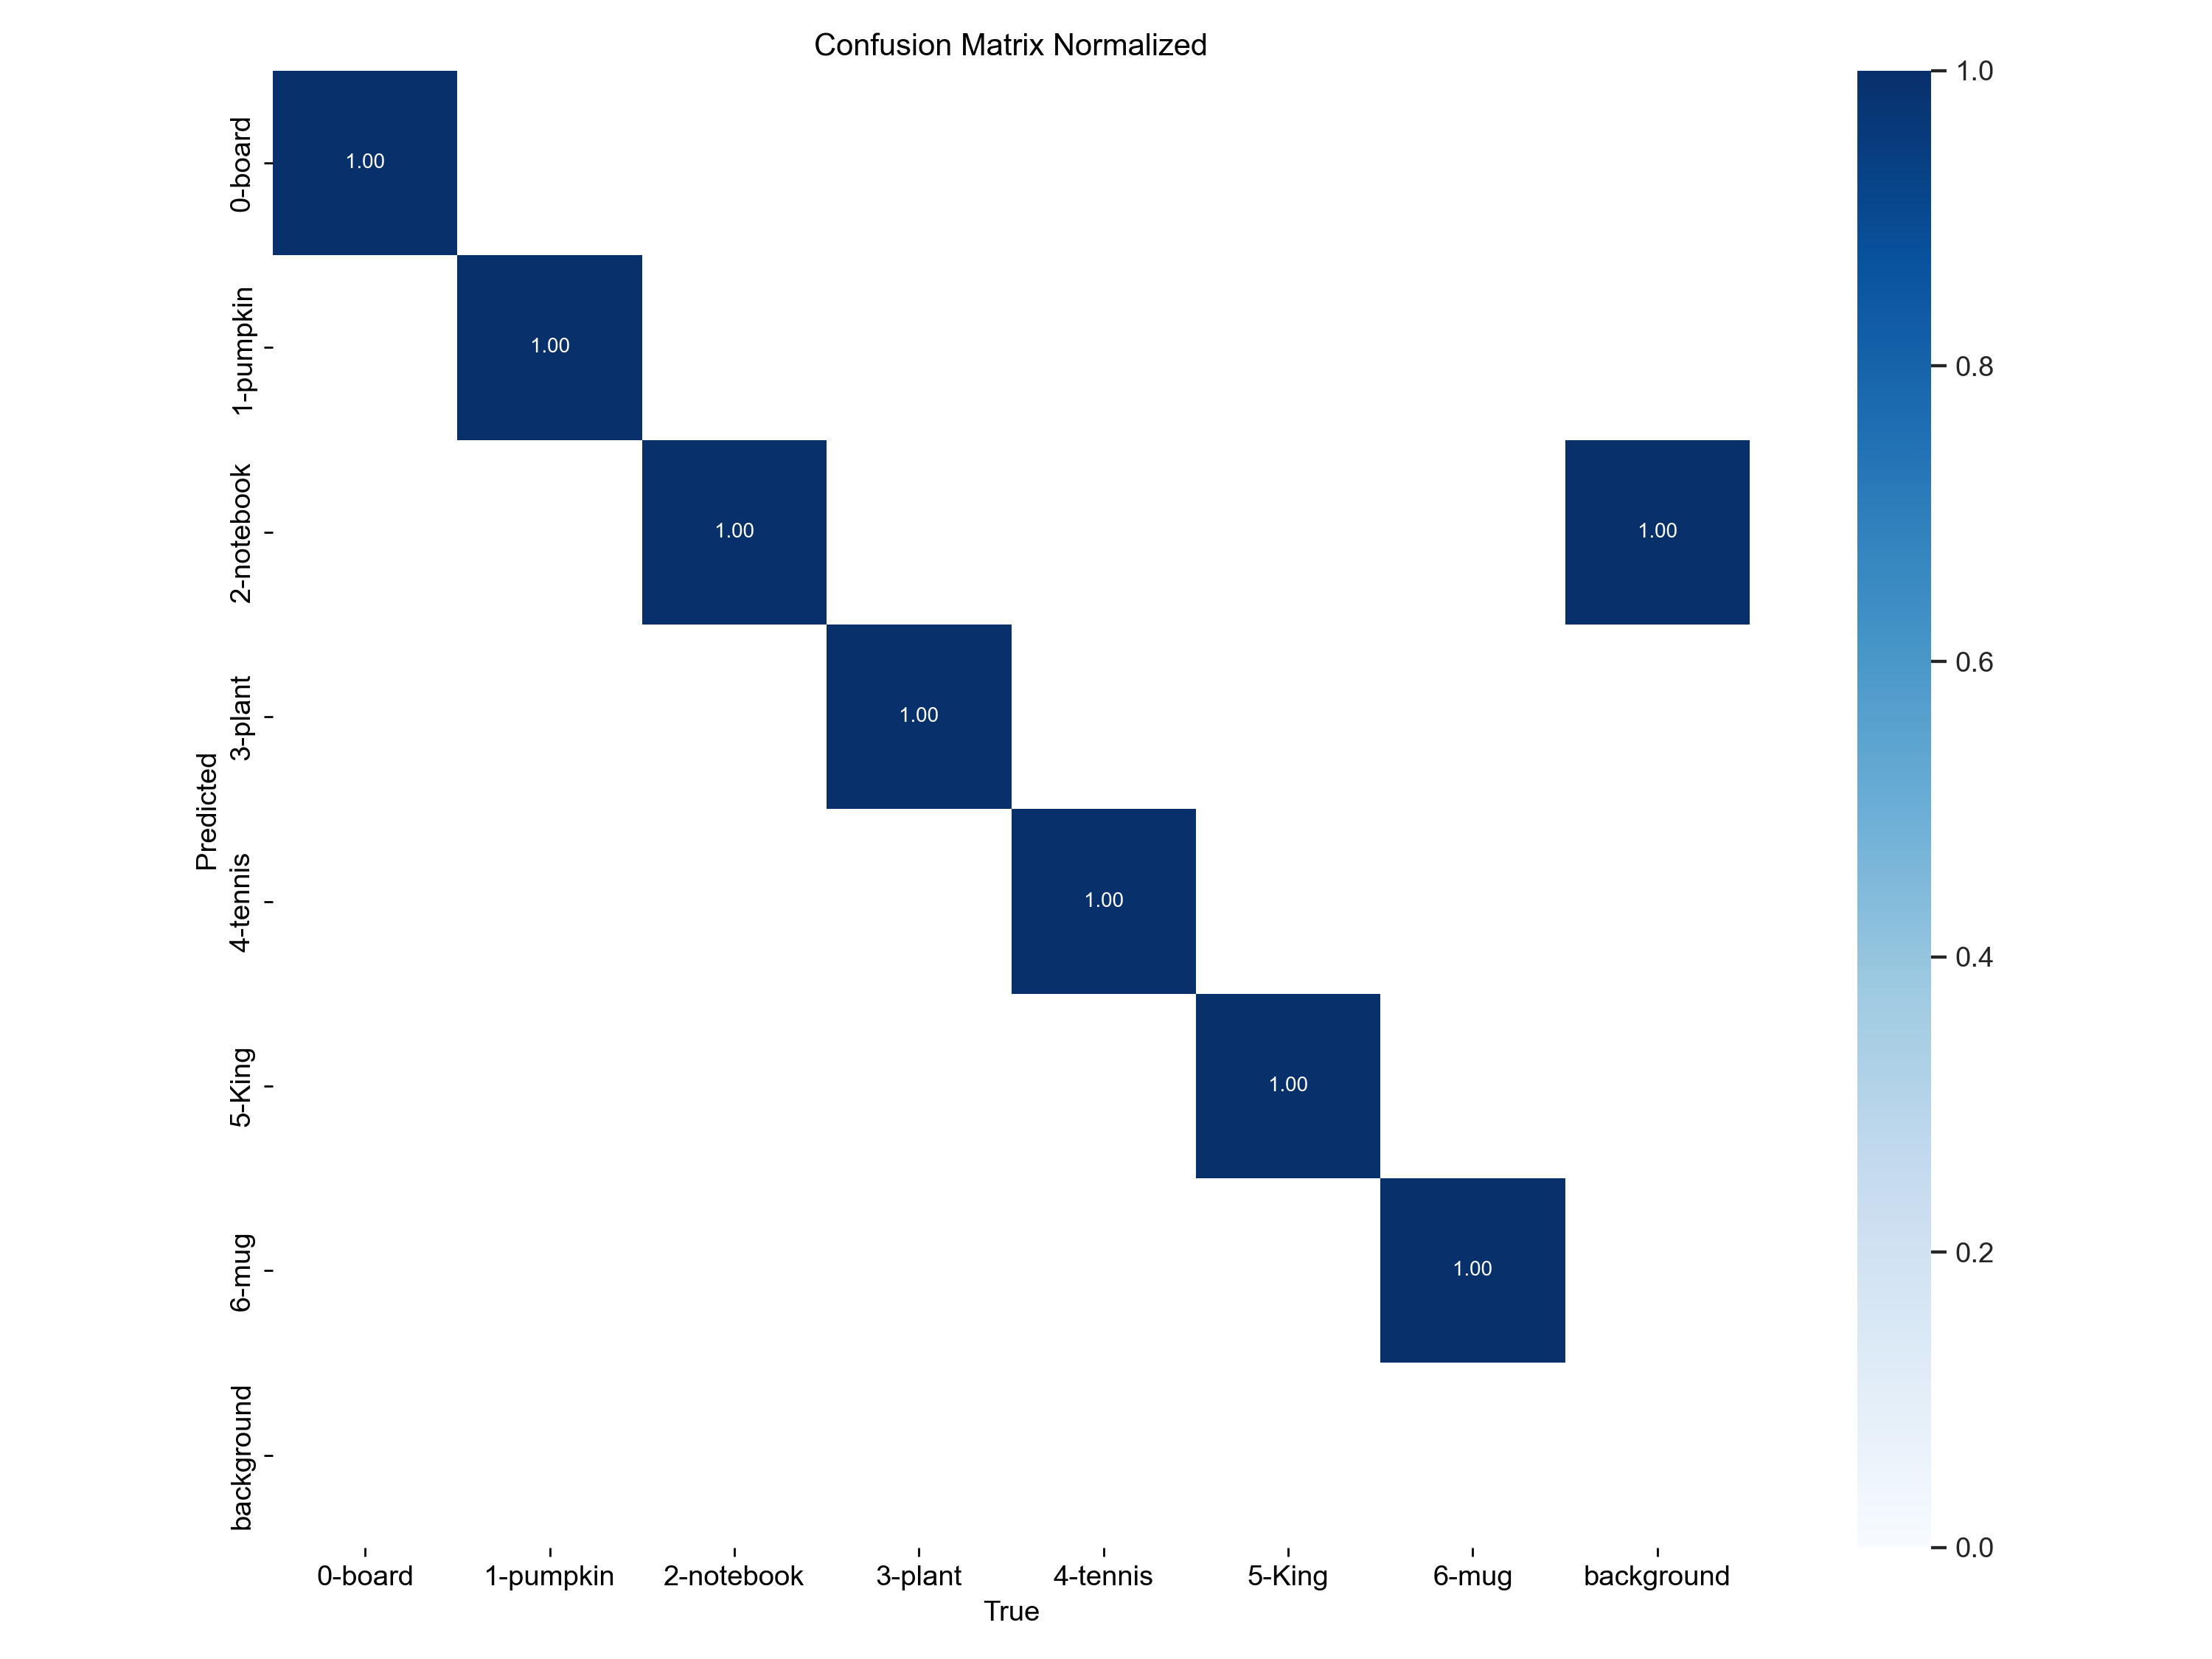 Confusion Matrix Normalized
Predicted
0-board
1.00
1-pumpkin
1.00
2-notebook
1.00
1.00
3-plant
1.00
4-tennis
1.00
5-King
1.00
6-mug
1.00
background
0-board 1-pumpkin 2-notebook 3-plant 4-tennis 5-King 6-mug background
True
1.0
0.8
0.6
0.4
0.2
0.0